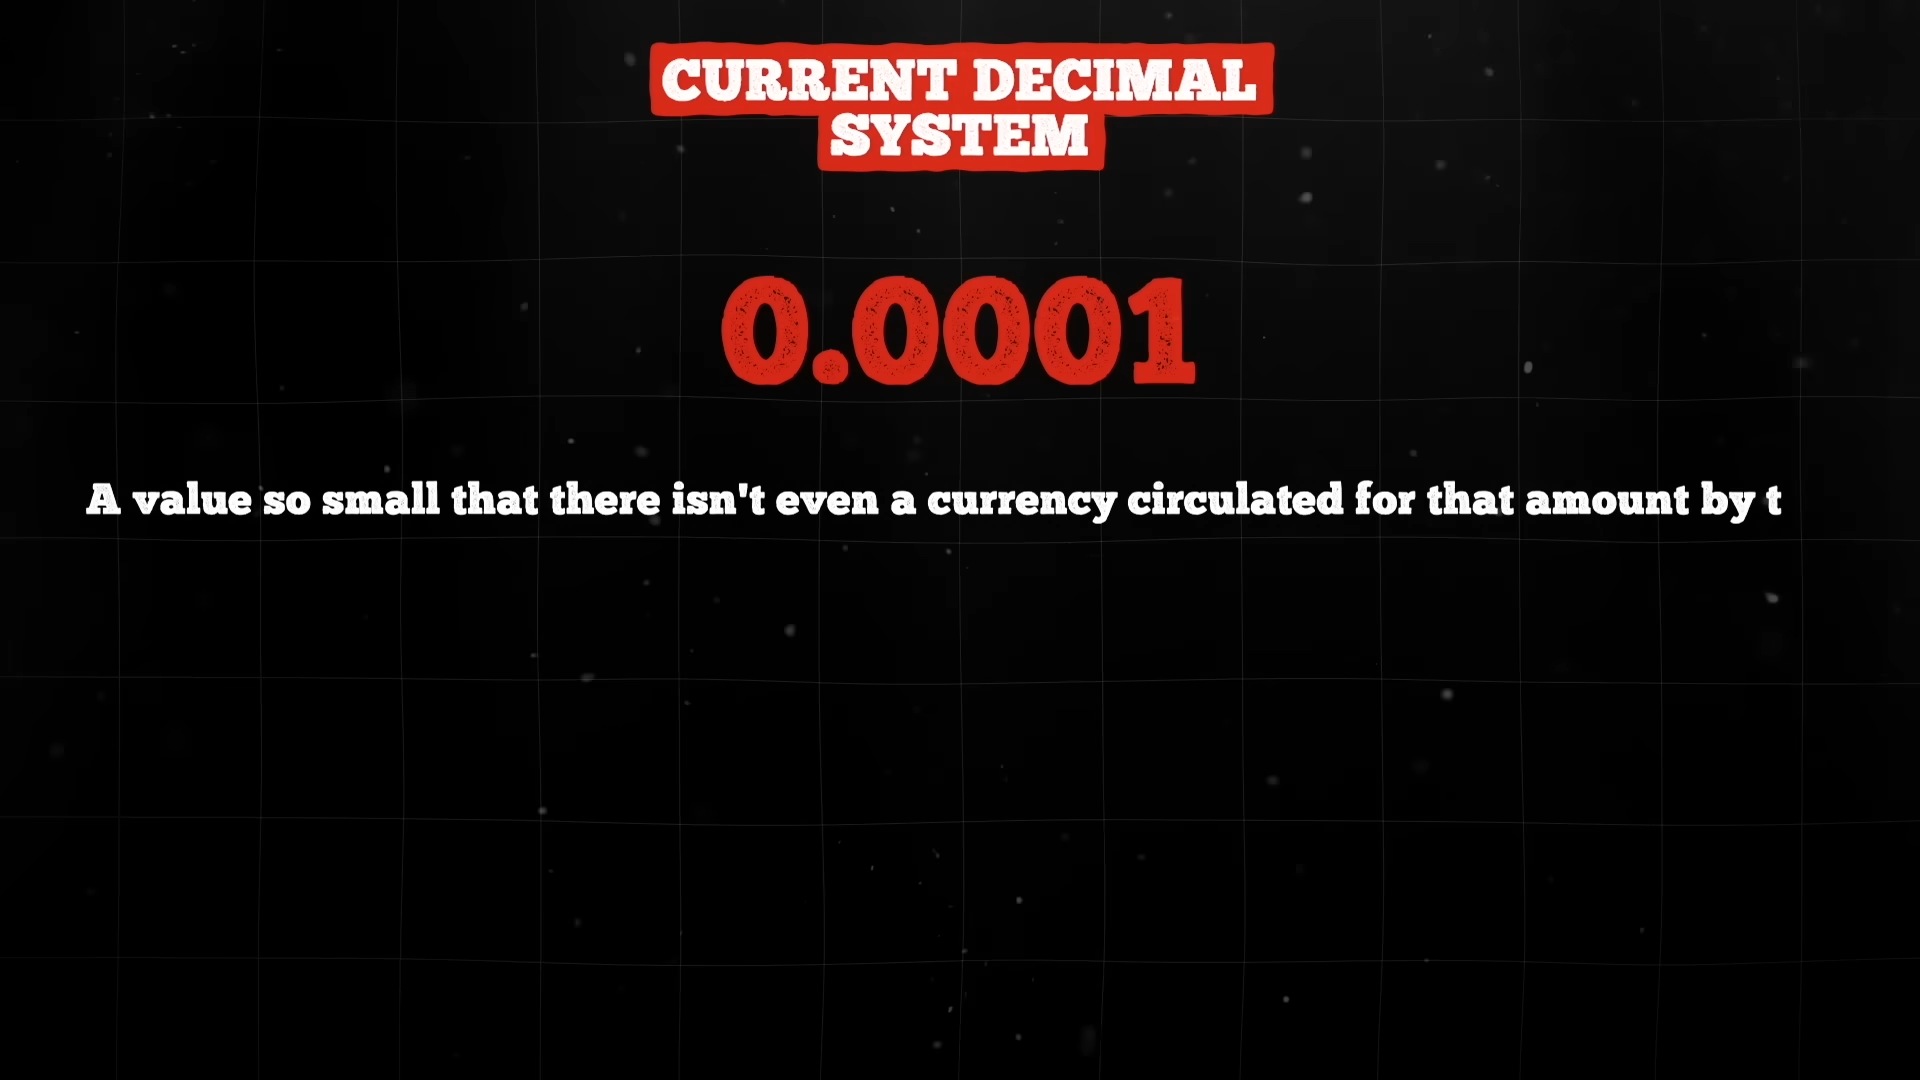 CURRENT DECIMAL
SYSTEM
0.0001
A value so small that there isn't even a currency circulated for that amount by t